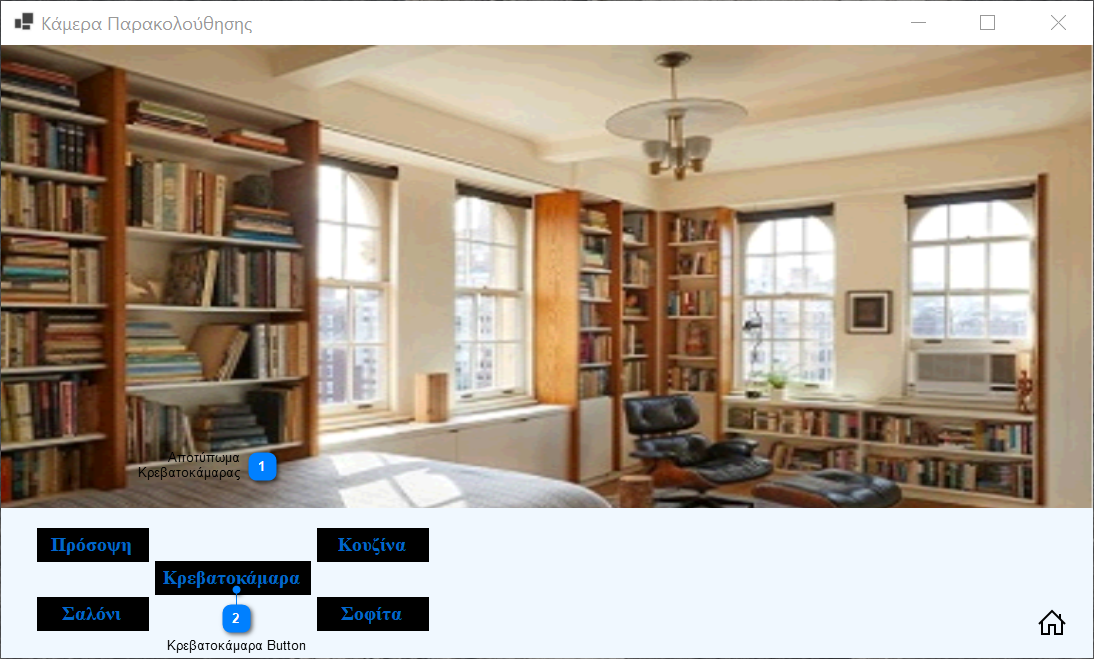 Κάμερα Παρακολούθησης
Αποτύπωμα
Κρεβατοκάμαρας
1
Πρόσοψη
Κουζίνα
Κρεβατοκάμαρα
Σαλόνι
2
Σοφίτα
Κρεβατοκάμαρα Button